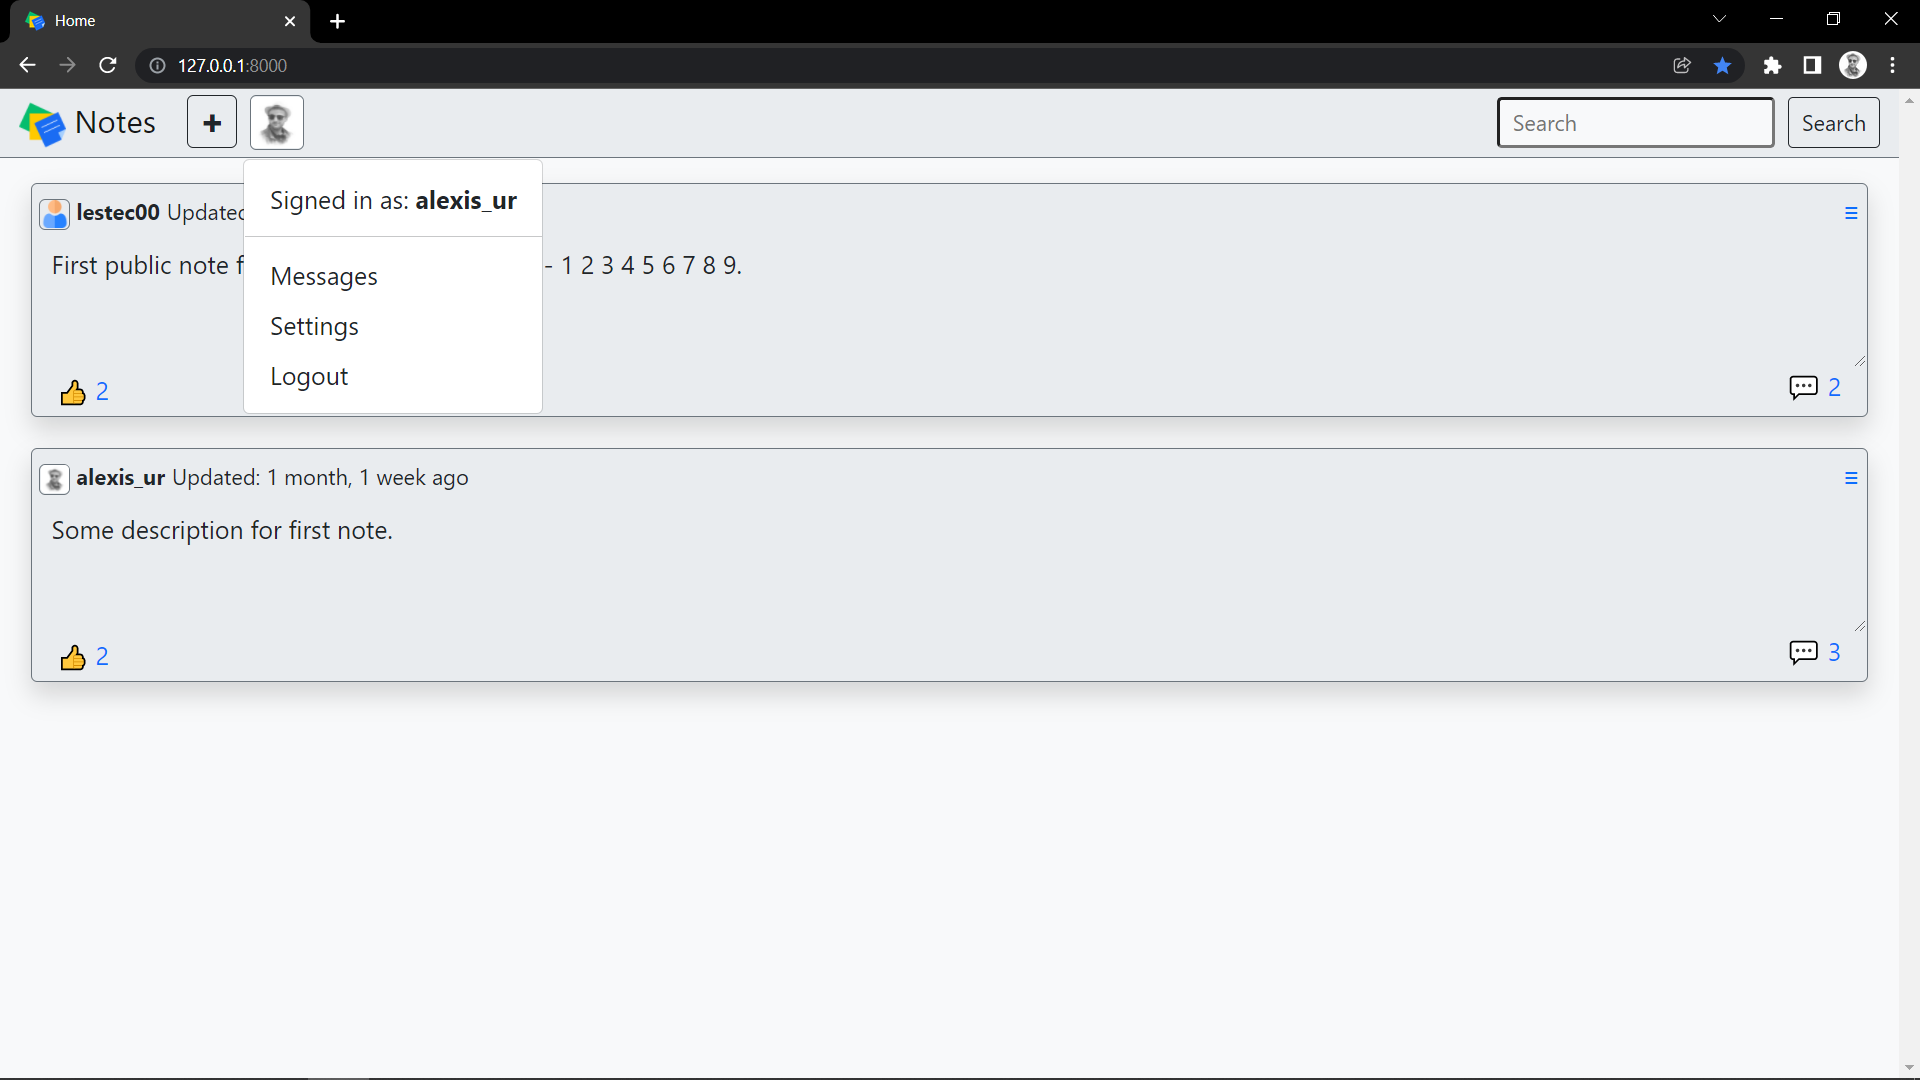 Home
127.0.0.1:8000
Notes
Search
Search
Signed in as: alexis_ur
Messages
Settings
Logout
lestec00 Updated
First public note f
- 1 2 3 4 5 6 7 8 9.
2
2
alexis_ur Updated: 1 month, 1 week ago
Some description for first note.
2
3